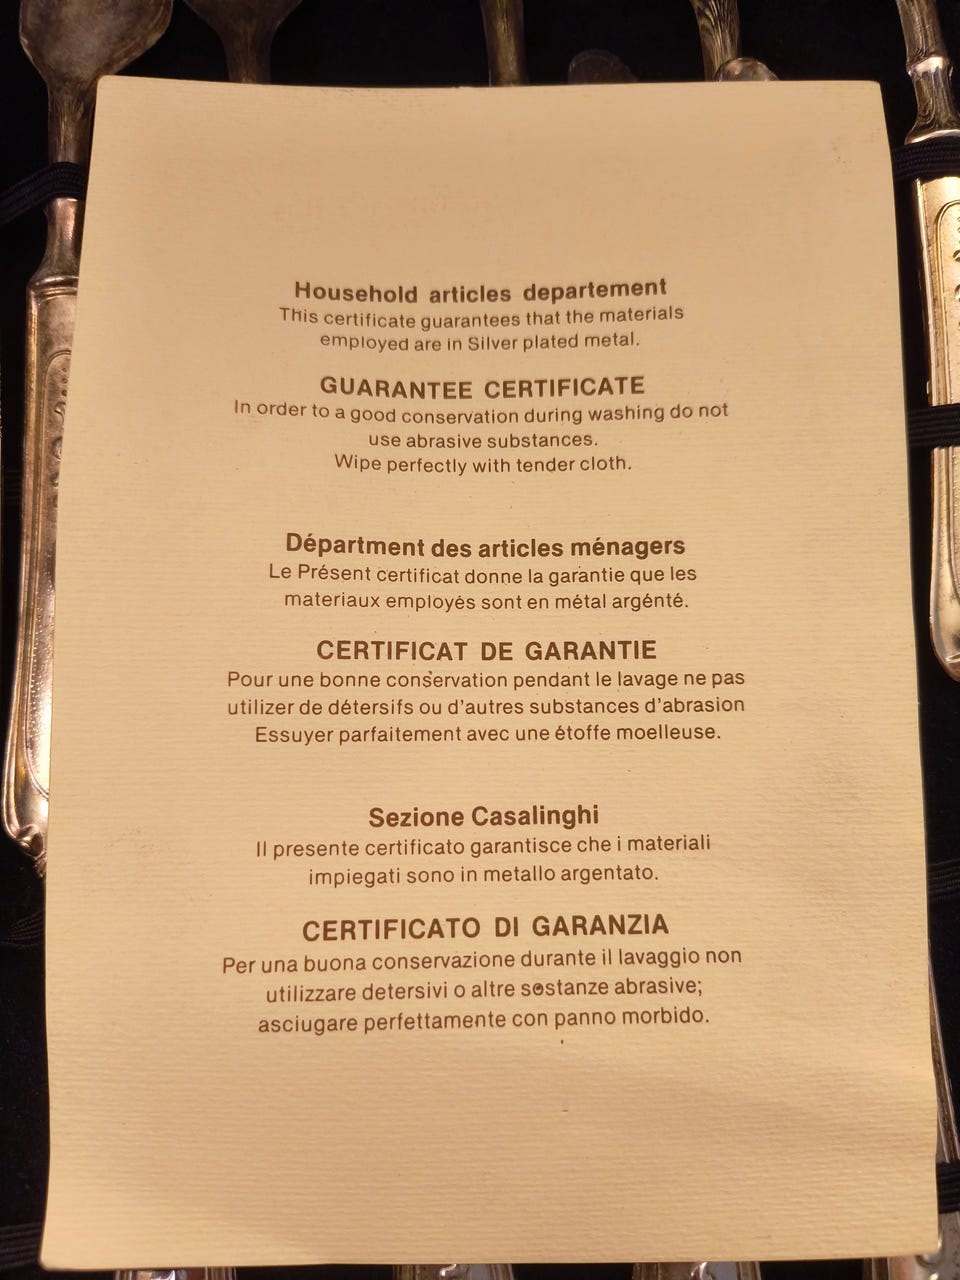 Household articles departement
This certificate guarantees that the materials
employed are in Silver plated metal.
GUARANTEE CERTIFICATE
In order to a good conservation during washing do not
use abrasive substances.
Wipe perfectly with tender cloth.
Départment des articles ménagers
Le Présent certificat donne la garantie que les
materiaux employés sont en métal argénté.
CERTIFICAT DE GARANTIE
Pour une bonne conservation pendant le lavage ne pas
utilizer de détersifs ou d'autres substances d'abrasion
Essuyer parfaitement avec une étoffe moelleuse.
Sezione Casalinghi
Il presente certificato garantisce che i materiali
impiegati sono in metallo argentato.
CERTIFICATO DI GARANZIA
Per una buona conservazione durante il lavaggio non
utilizzare detersivi o altre sostanze abrasive;
asciugare perfettamente con panno morbido.